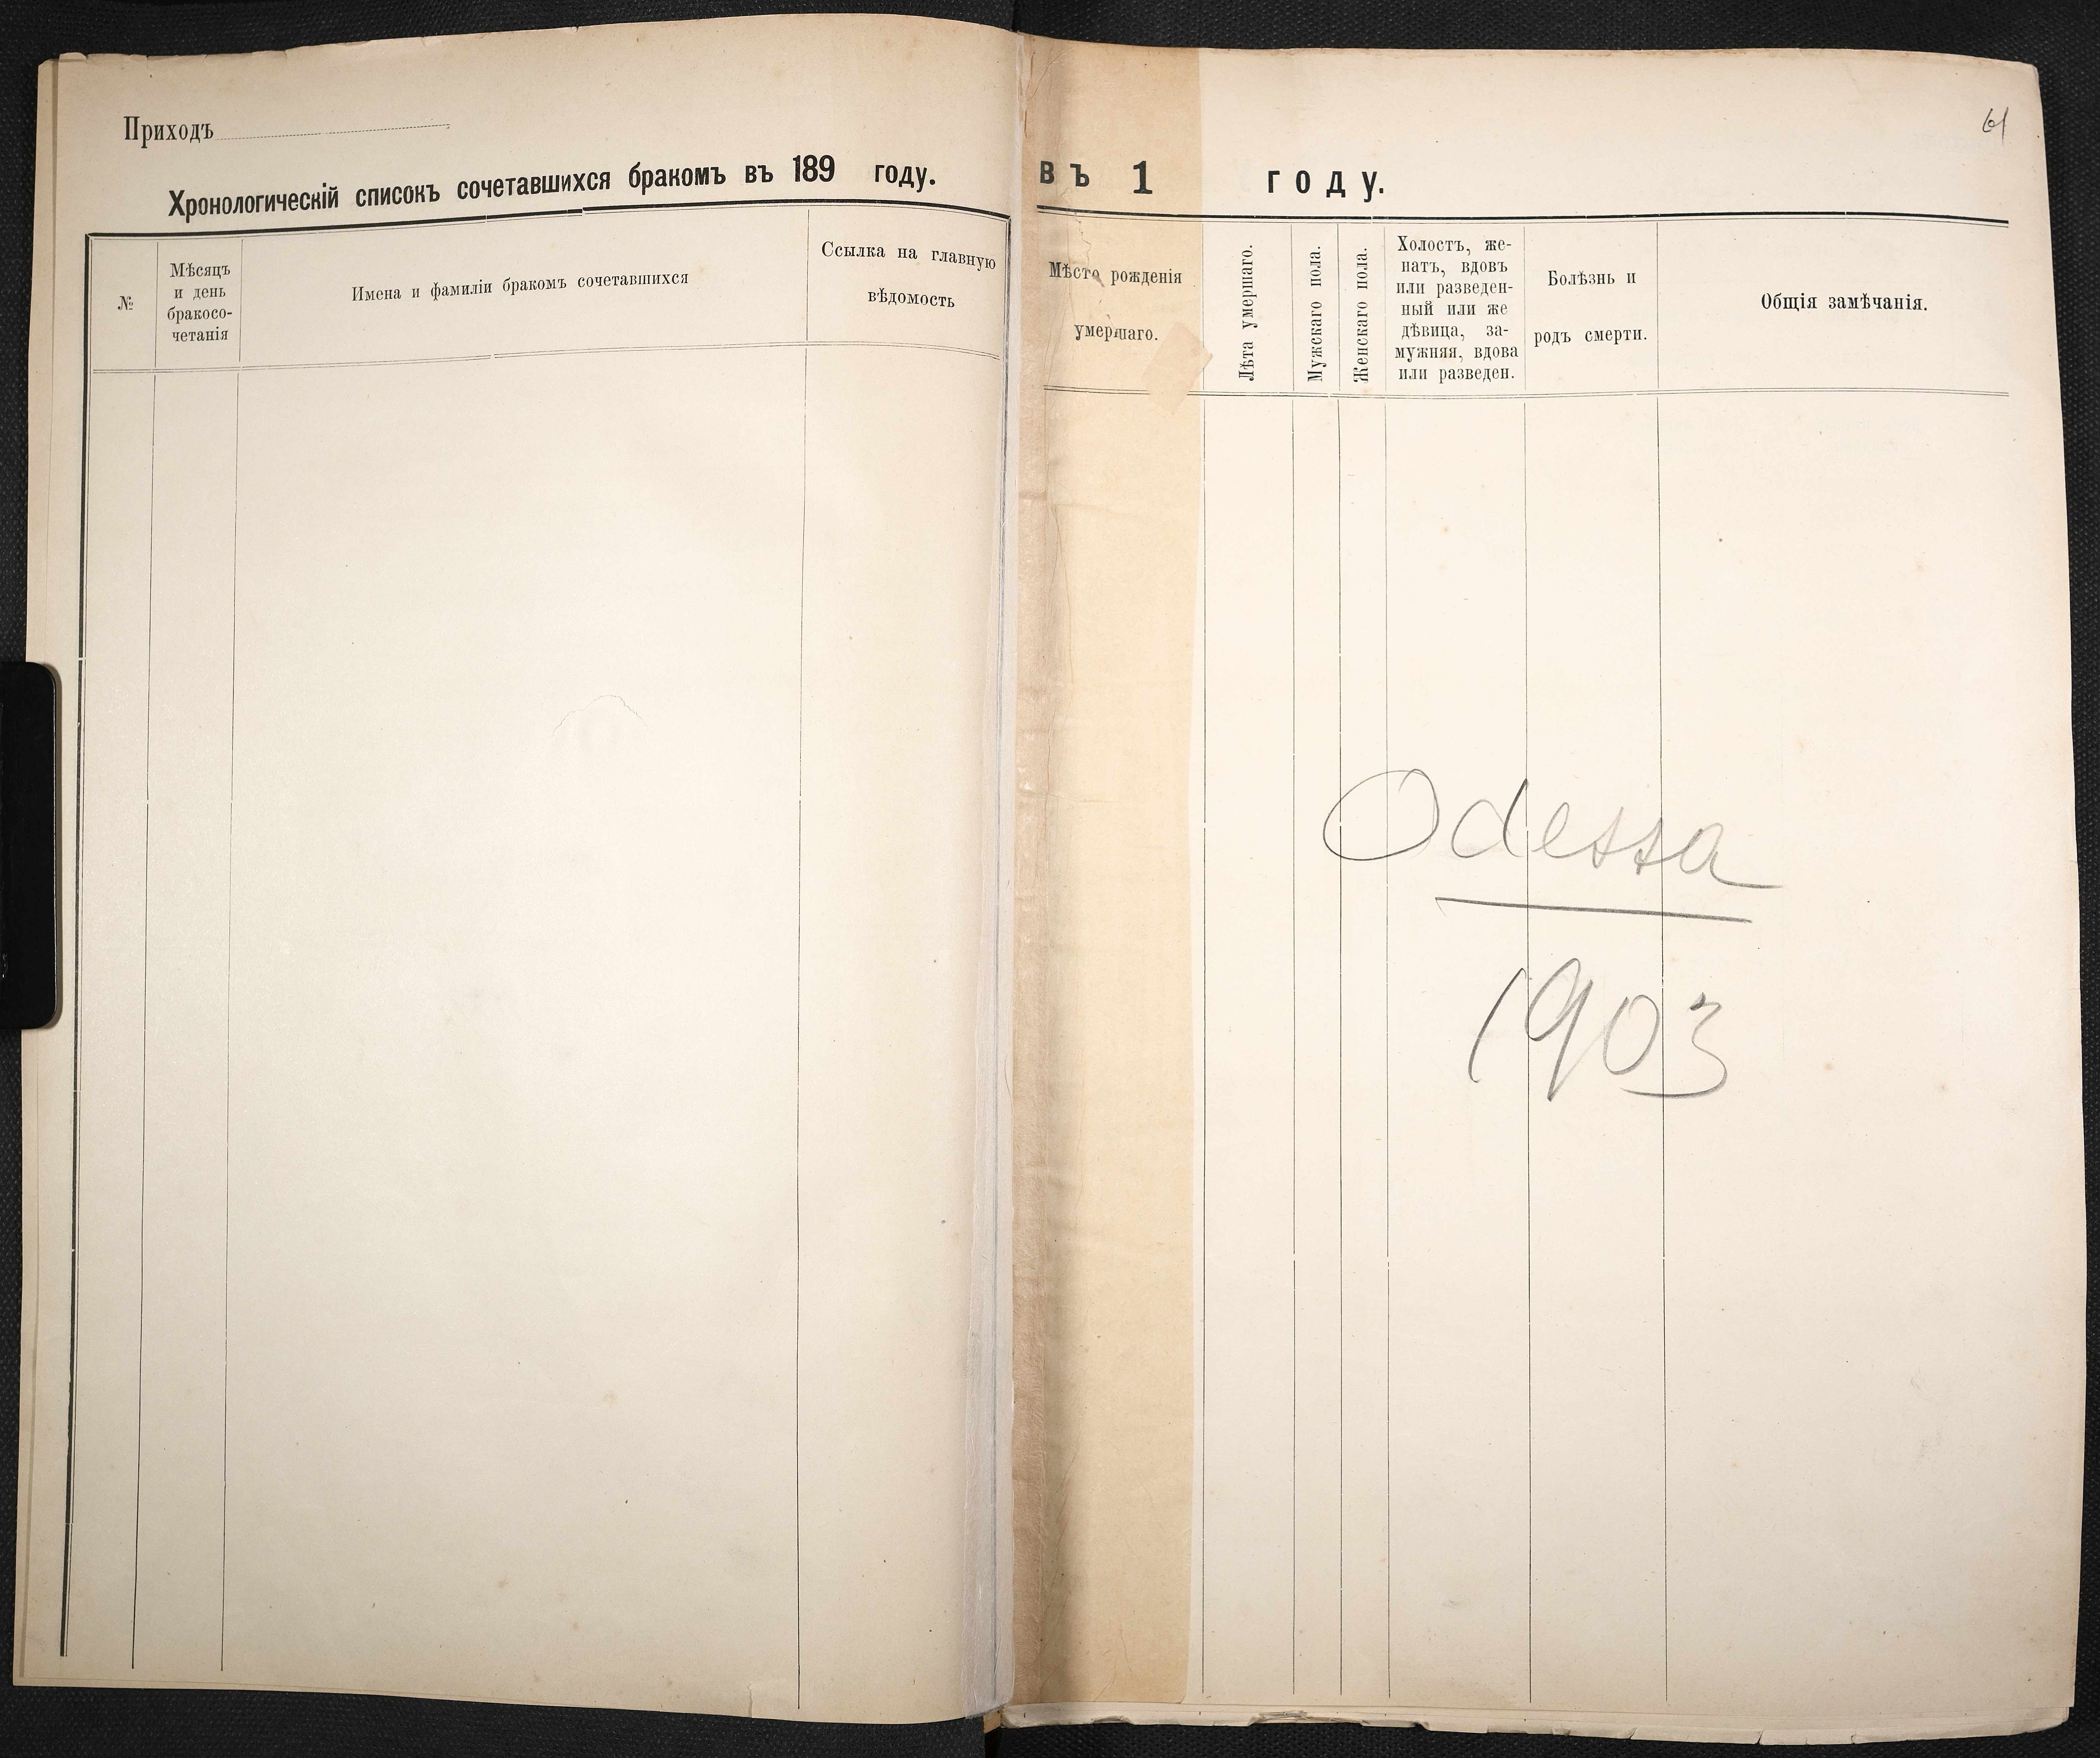 Приходъ
Хронологическій списокъ сочетавшихся бракомъ въ 189 году.
№
Мѣсяцъ
и день
бракосо-
четанія
Имена и фамиліи бракомъ сочетавшихся
Ссылка на главную
вѣдомость
61
въ 1 году.
Мѣсто рожденія
умершаго.
Лѣта умершаго.
Мужскаго пола.
Женскаго пола.
Холостъ, же-
натъ, вдовъ
или разведен-
ный или же
дѣвица, за-
мужняя, вдова
или разведен.
Болѣзнь и
родъ смерти.
Общія замѣчанія.
Odessa
1903